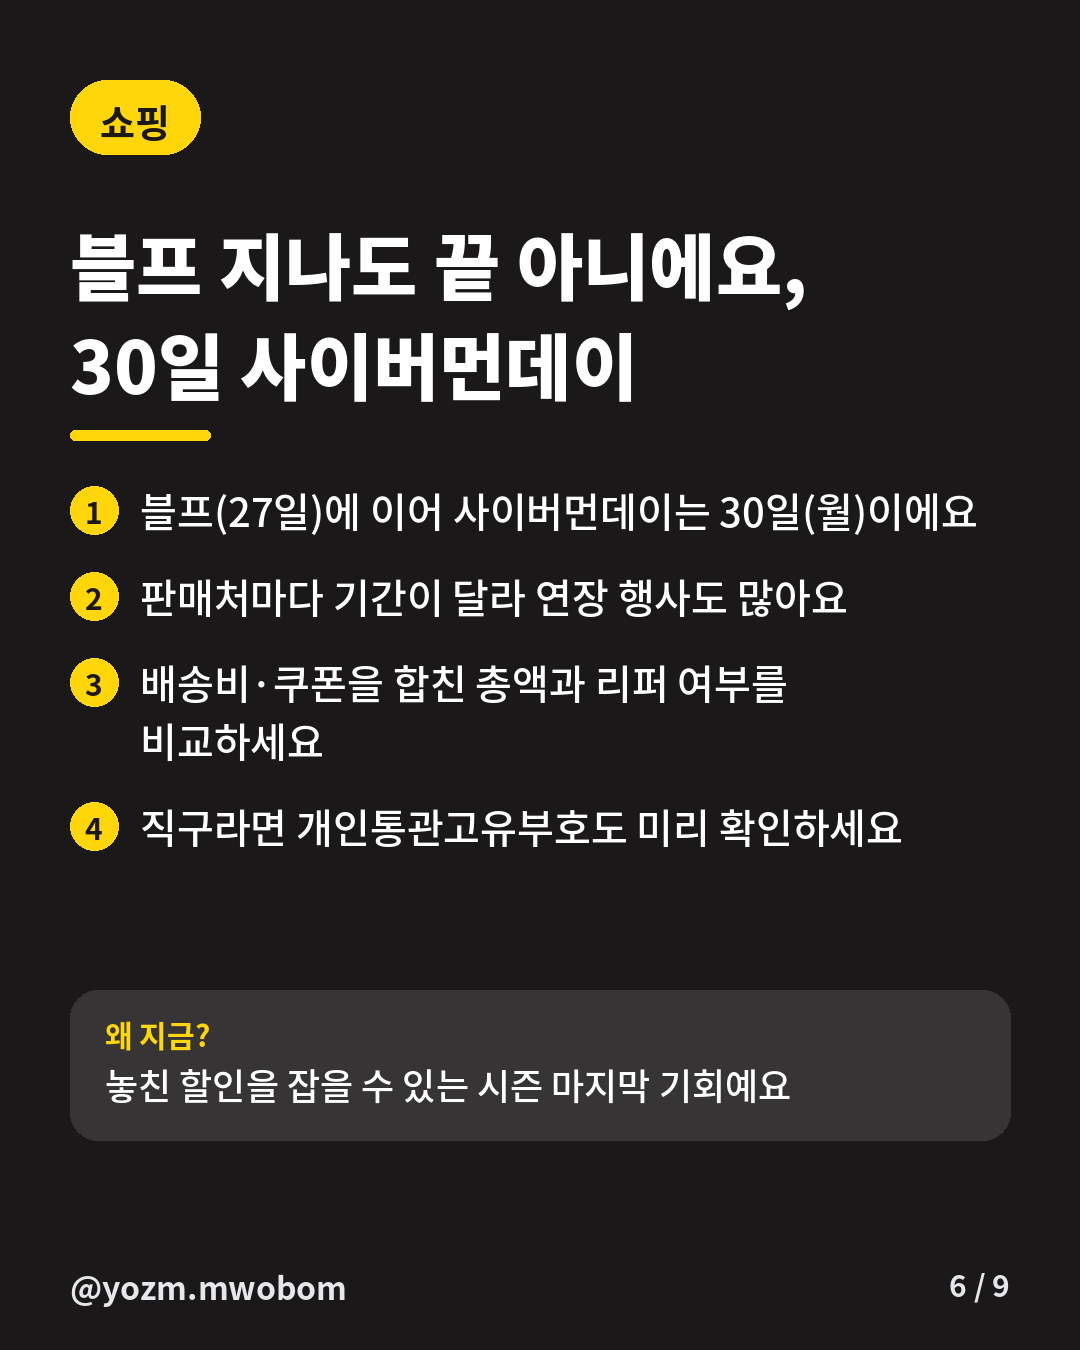 쇼핑
블프 지나도 끝 아니에요,
30일 사이버먼데이
1 블프(27일)에 이어 사이버먼데이는 30일(월)이에요
2 판매처마다 기간이 달라 연장 행사도 많아요
3 배송비·쿠폰을 합친 총액과 리퍼 여부를
비교하세요
4 직구라면 개인통관고유부호도 미리 확인하세요
왜 지금?
놓친 할인을 잡을 수 있는 시즌 마지막 기회예요
@yozm.mwobom
6 / 9